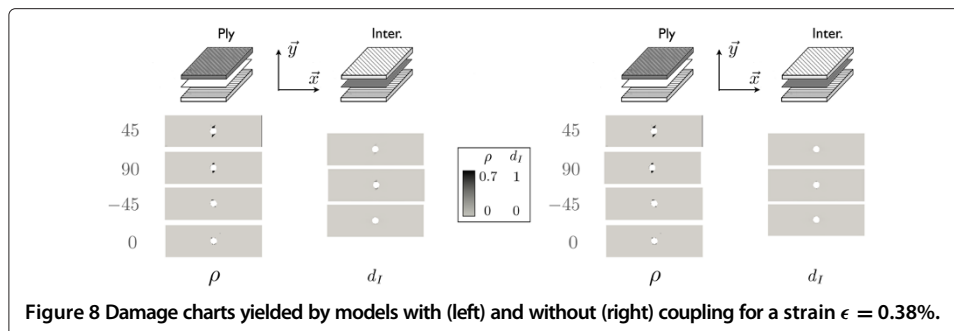 Ply Inter. Ply Inter.
y⃗ y⃗
x⃗ x⃗
45 45
90 ρ d_I 90
0.7 1
−45 0 0 −45
0 0
ρ d_I ρ d_I
Figure 8 Damage charts yielded by models with (left) and without (right) coupling for a strain ϵ = 0.38%.